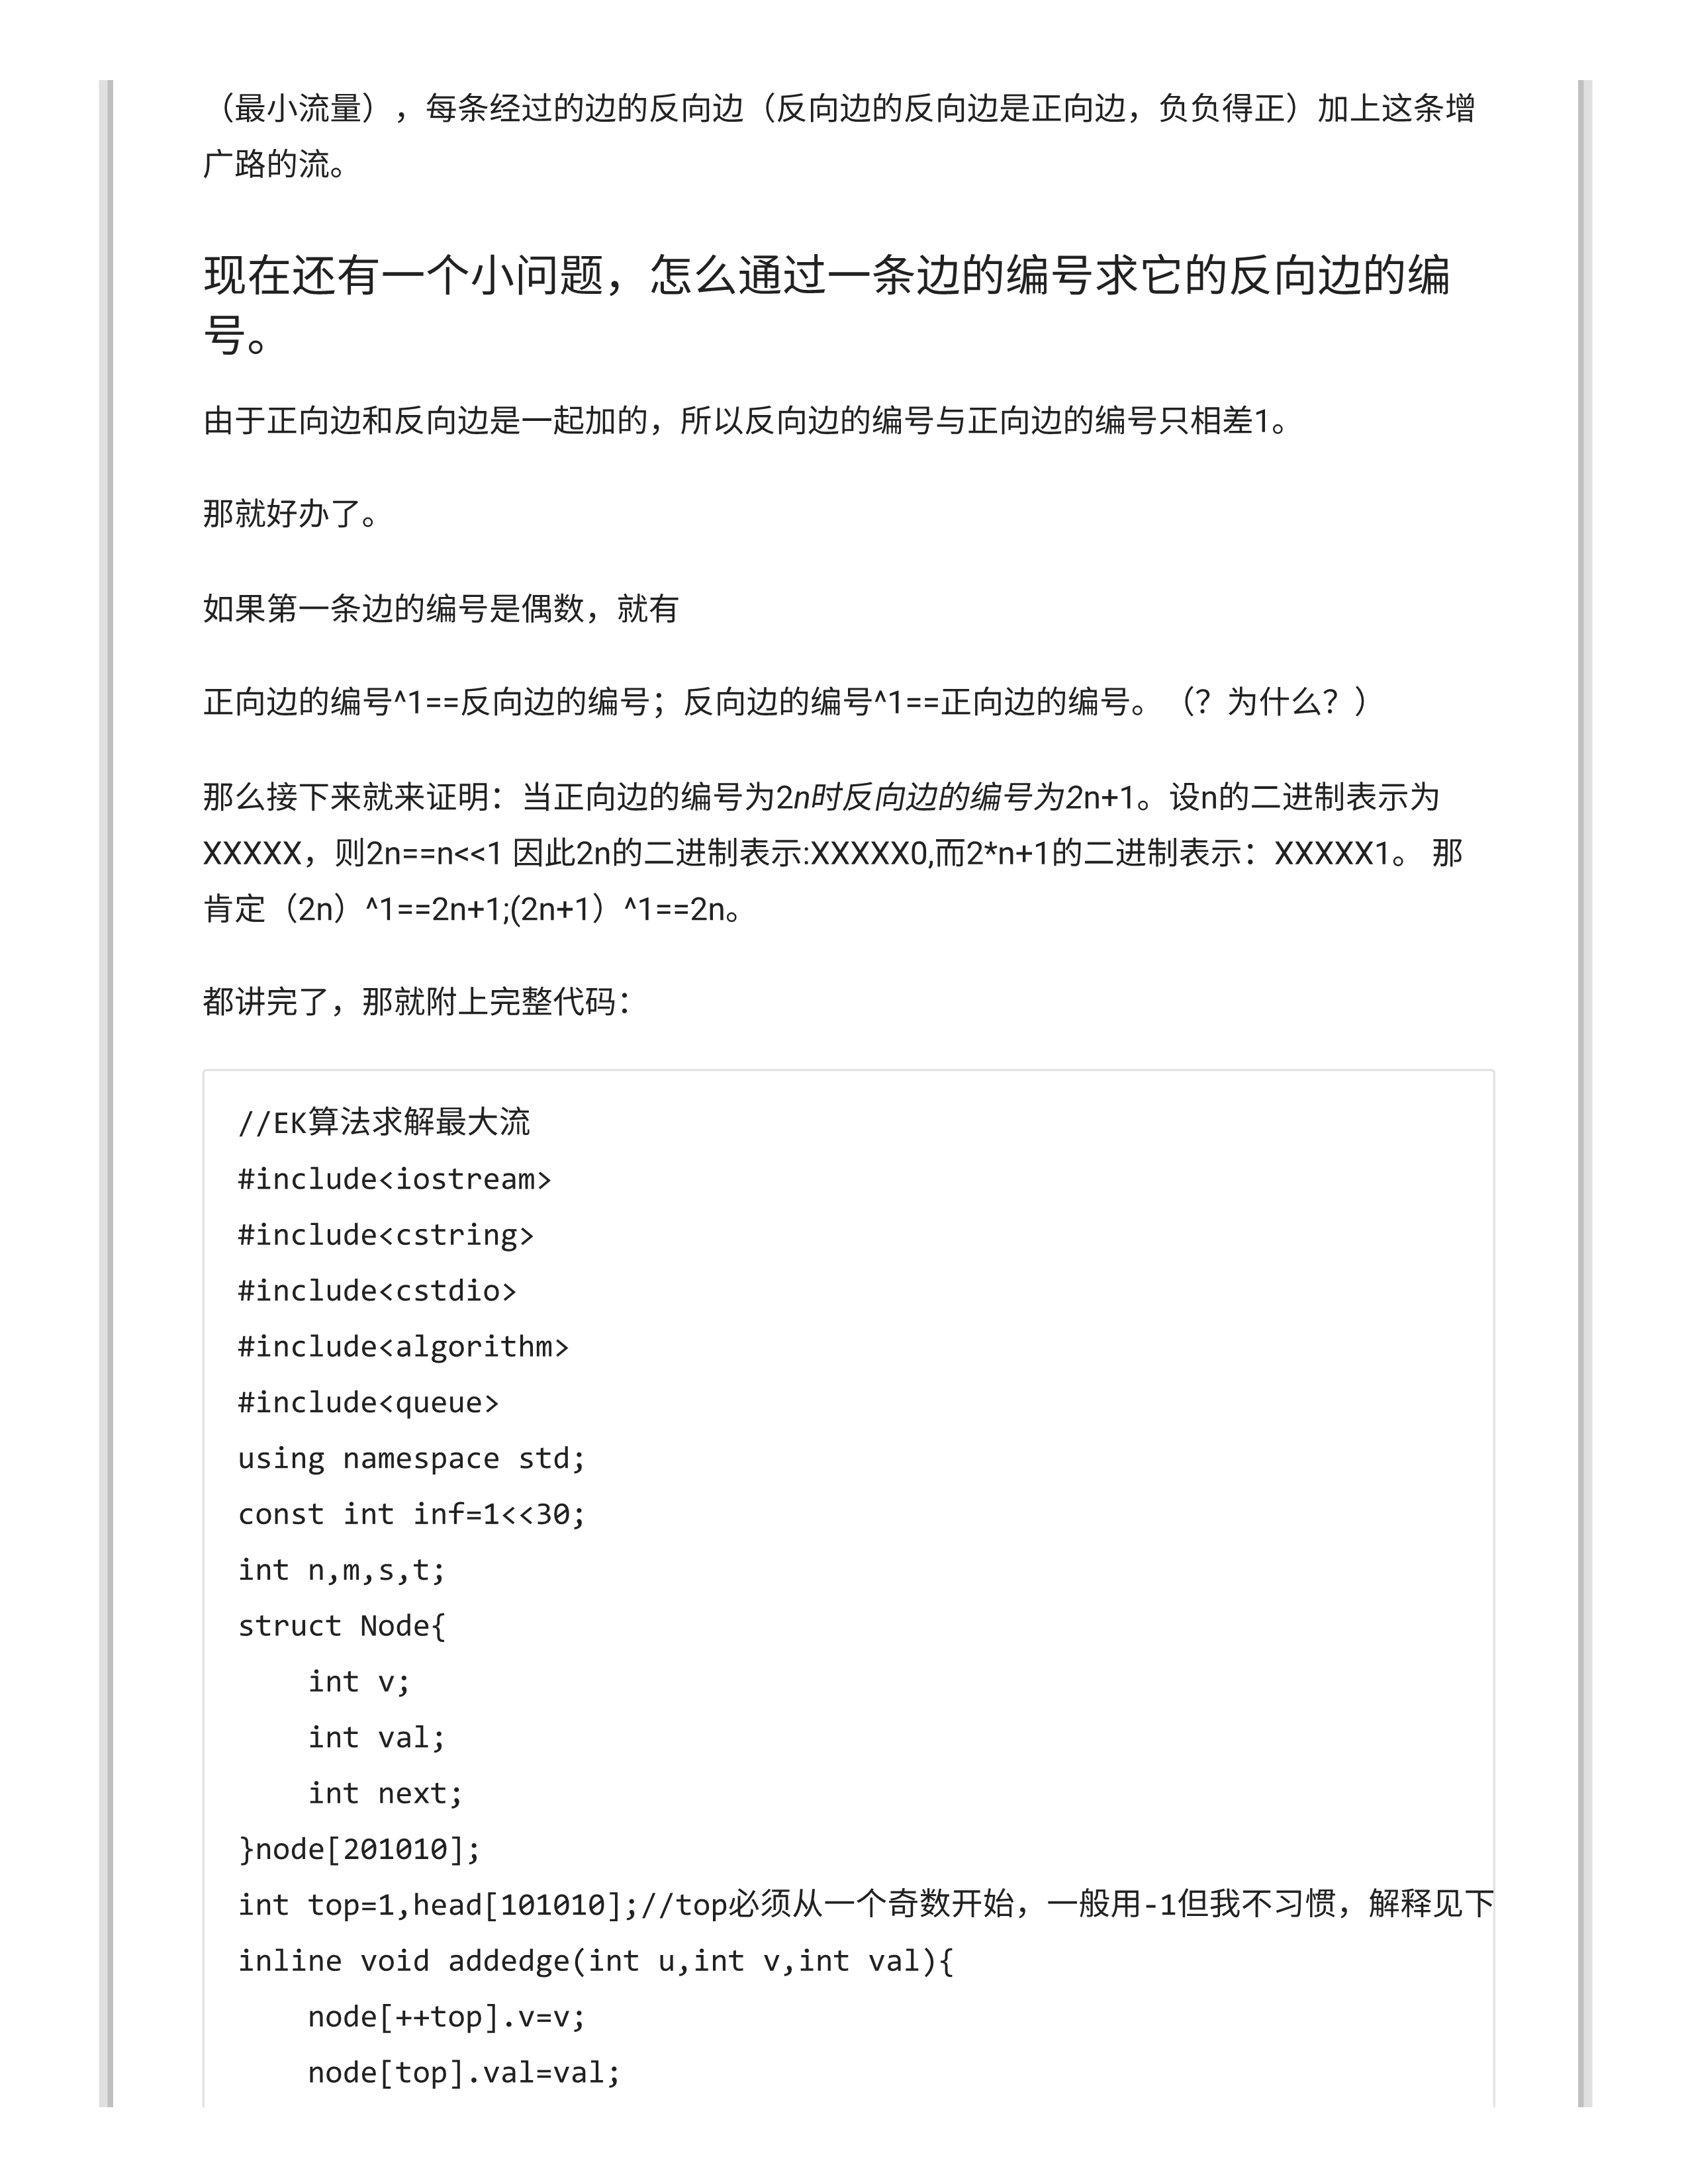 （最小流量），每条经过的边的反向边（反向边的反向边是正向边，负负得正）加上这条增
广路的流。
现在还有一个小问题，怎么通过一条边的编号求它的反向边的编
号。
由于正向边和反向边是一起加的，所以反向边的编号与正向边的编号只相差1。
那就好办了。
如果第一条边的编号是偶数，就有
正向边的编号^1==反向边的编号；反向边的编号^1==正向边的编号。（？为什么？）
那么接下来就来证明：当正向边的编号为2n时反向边的编号为2n+1。设n的二进制表示为
XXXXX，则2n==n<<1 因此2n的二进制表示:XXXXX0,而2*n+1的二进制表示：XXXXX1。 那
肯定（2n）^1==2n+1;(2n+1）^1==2n。
都讲完了，那就附上完整代码：
//EK算法求解最大流
#include<iostream>
#include<cstring>
#include<cstdio>
#include<algorithm>
#include<queue>
using namespace std;
const int inf=1<<30;
int n,m,s,t;
struct Node{
    int v;
    int val;
    int next;
}node[201010];
int top=1,head[101010];//top必须从一个奇数开始，一般用-1但我不习惯，解释见下
inline void addedge(int u,int v,int val){
    node[++top].v=v;
    node[top].val=val;